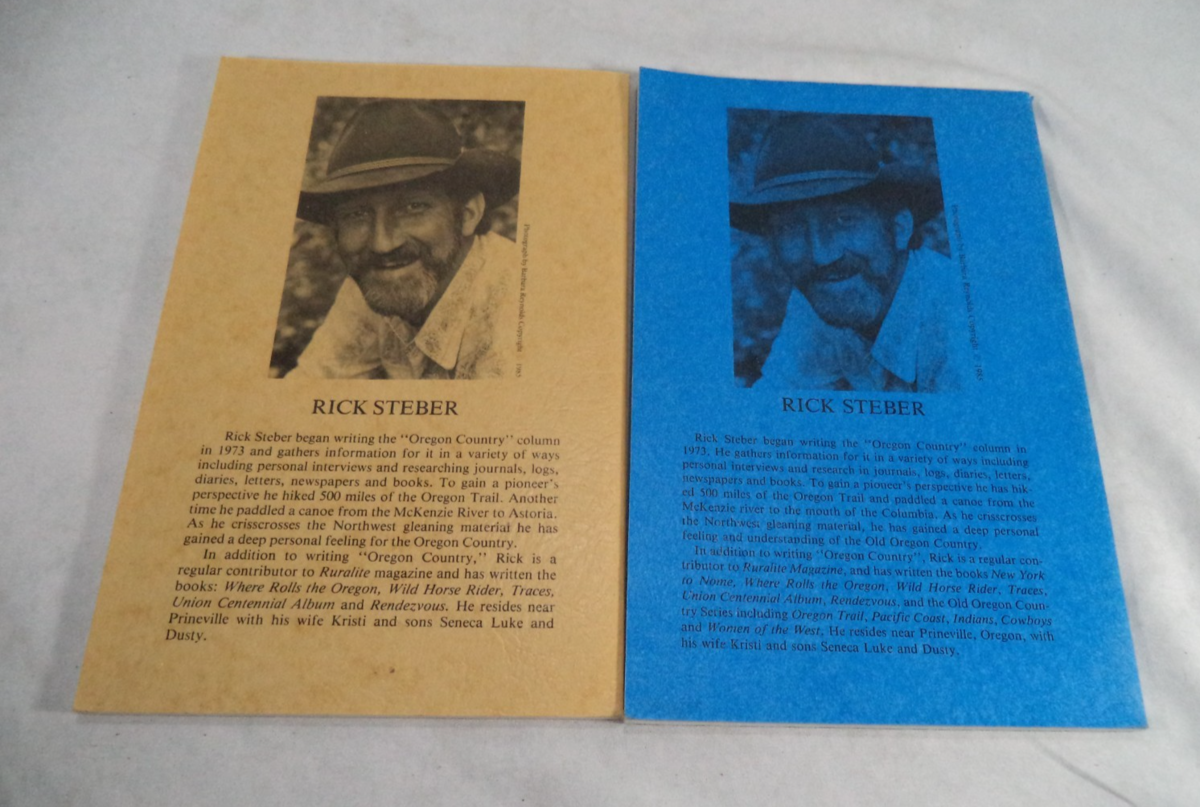 Photography by Barbara Reynolds Copyright 1985
RICK STEBER
Rick Steber began writing the "Oregon Country" column
in 1973 and gathers information for it in a variety of ways
including personal interviews and researching journals, logs,
diaries, letters, newspapers and books. To gain a pioneer's
perspective he hiked 500 miles of the Oregon Trail. Another
time he paddled a canoe from the McKenzie River to Astoria.
As he crisscrosses the Northwest gleaning material he has
gained a deep personal feeling for the Oregon Country.
In addition to writing "Oregon Country," Rick is a
regular contributor to Ruralite magazine and has written the
books: Where Rolls the Oregon, Wild Horse Rider, Traces,
Union Centennial Album and Rendezvous. He resides near
Prineville with his wife Kristi and sons Seneca Luke and
Dusty.
RICK STEBER
Rick Steber began writing the "Oregon Country" column in
1973. He gathers information for it in a variety of ways including
personal interviews and research in journals, logs, diaries, letters,
newspapers and books. To gain a pioneer's perspective he has hik-
ed 500 miles of the Oregon Trail and paddled a canoe from the
McKenzie river to the mouth of the Columbia. As he crisscrosses
the Northwest gleaning material, he has gained a deep personal
feeling and understanding of the Old Oregon Country.
In addition to writing "Oregon Country", Rick is a regular con-
tributor to Ruralite Magazine, and has written the books New York
to Nome, Where Rolls the Oregon, Wild Horse Rider, Traces,
Union Centennial Album, Rendezvous, and the Old Oregon Coun-
try Series including Oregon Trail, Pacific Coast, Indians, Cowboys
and Women of the West. He resides near Prineville, Oregon, with
his wife Kristi and sons Seneca Luke and Dusty.